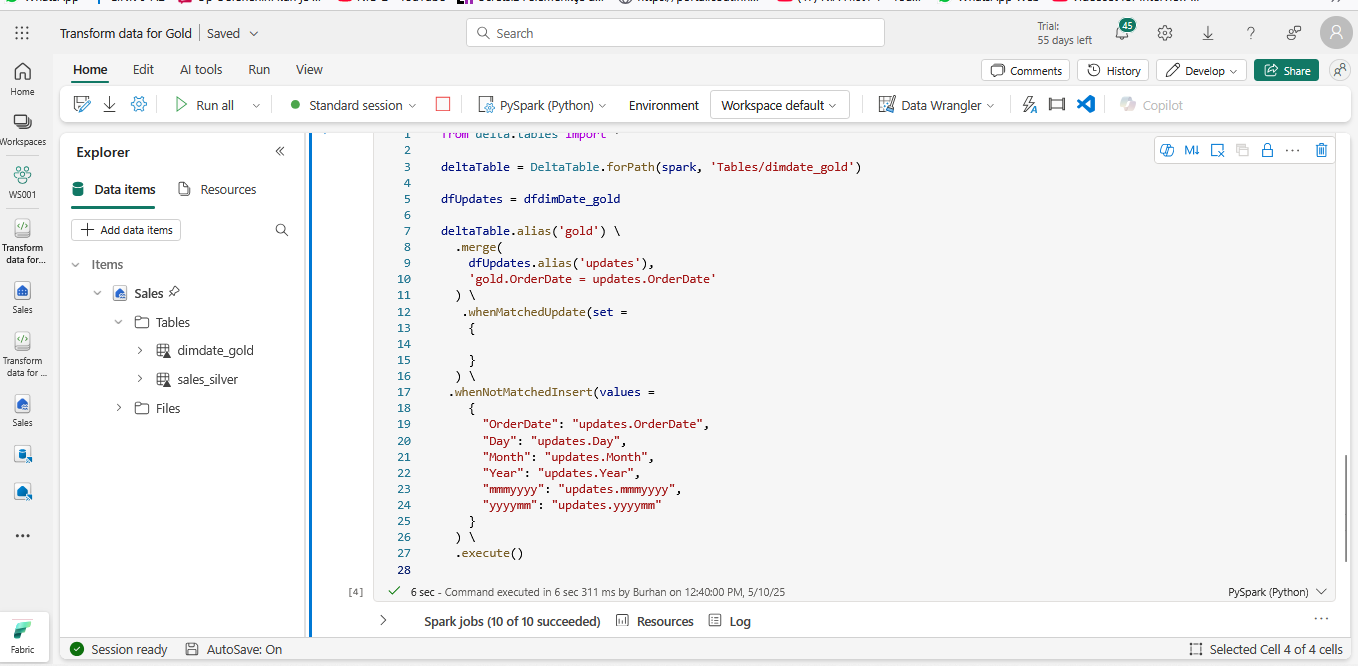 Transform data for Gold | Saved
Search
Trial:
55 days left
45
Home
Edit
AI tools
Run
View
Comments
History
Develop
Share
Run all
Standard session
PySpark (Python)
Environment
Workspace default
Data Wrangler
Copilot
Home
Workspaces
WS001
Transform
data for...
Sales
Transform
data for ...
Sales
Fabric
Explorer
Data items
Resources
Add data items
Items
Sales
Tables
dimdate_gold
sales_silver
Files
1 from delta.tables import *
2
3 deltaTable = DeltaTable.forPath(spark, 'Tables/dimdate_gold')
4
5 dfUpdates = dfdimDate_gold
6
7 deltaTable.alias('gold') \
8 .merge(
9 dfUpdates.alias('updates'),
10 'gold.OrderDate = updates.OrderDate'
11 ) \
12 .whenMatchedUpdate(set =
13 {
14
15 }
16 ) \
17 .whenNotMatchedInsert(values =
18 {
19 "OrderDate": "updates.OrderDate",
20 "Day": "updates.Day",
21 "Month": "updates.Month",
22 "Year": "updates.Year",
23 "mmmyyyy": "updates.mmmyyyy",
24 "yyyymm": "updates.yyyymm"
25 }
26 ) \
27 .execute()
28
M↓
[4]
6 sec - Command executed in 6 sec 311 ms by Burhan on 12:40:00 PM, 5/10/25
PySpark (Python)
Spark jobs (10 of 10 succeeded)
Resources
Log
Session ready
AutoSave: On
Selected Cell 4 of 4 cells